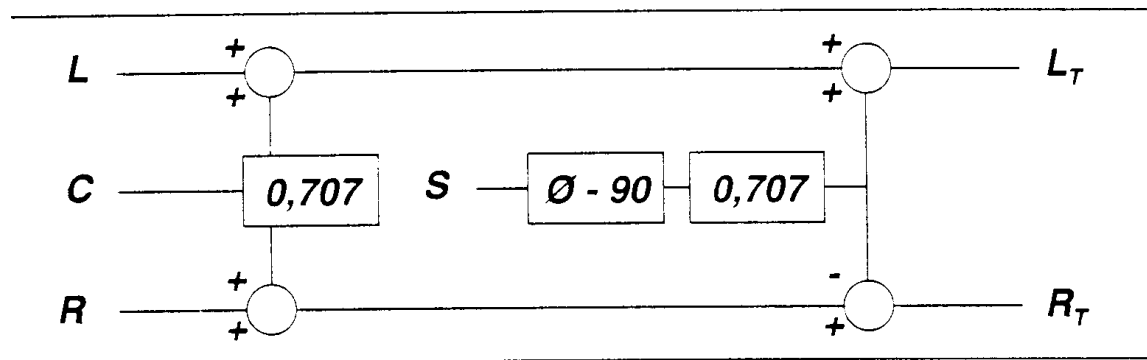 + +
L L_T
+ +
C 0,707 S Ø - 90 0,707
+ -
R R_T
+ +